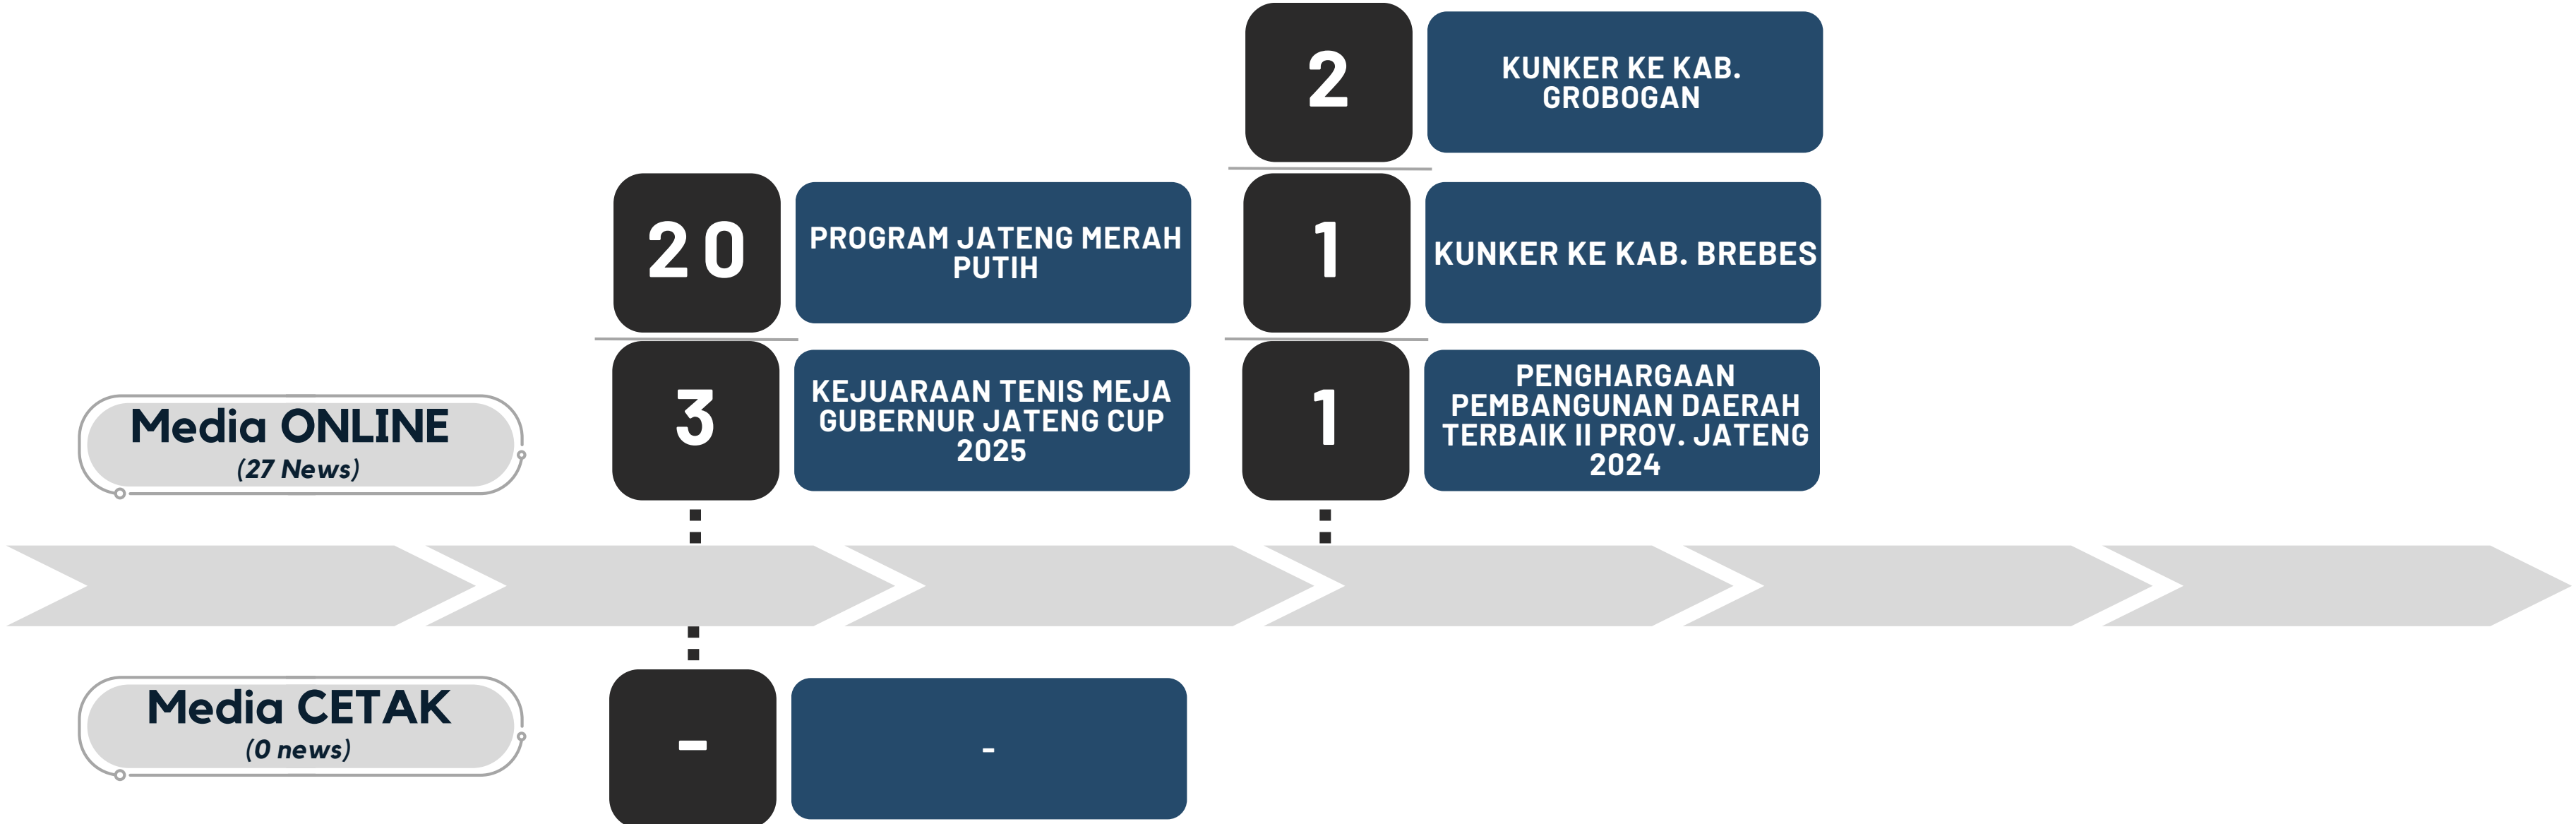 Media ONLINE
(27 News)
20
PROGRAM JATENG MERAH
PUTIH
3
KEJUARAAN TENIS MEJA
GUBERNUR JATENG CUP
2025
2
KUNKER KE KAB.
GROBOGAN
1
KUNKER KE KAB. BREBES
1
PENGHARGAAN
PEMBANGUNAN DAERAH
TERBAIK II PROV. JATENG
2024
Media CETAK
(0 news)
-
-